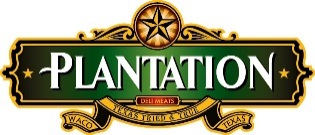 PLANTATION
DELI MEATS
TEXAS TRIED & TRUE
WACO TEXAS